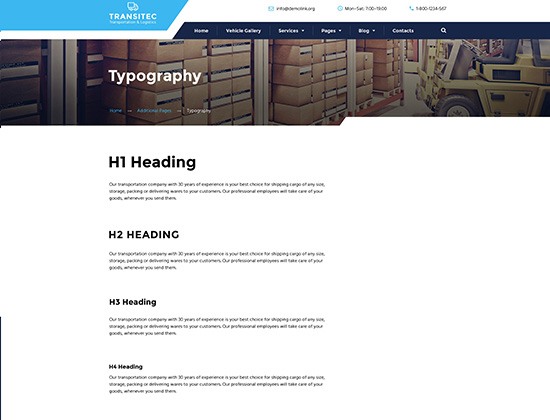 TRANSITEC
Transportation & Logistics
info@demolink.org
Mon-Sat: 7:00-19:00
1-800-1234-567
Home Vehicle Gallery Services Pages Blog Contacts
Typography
Home Additional Pages Typography
H1 Heading
Our transportation company with 30 years of experience is your best choice for shipping cargo of any size,
storage, packing or delivering wares to your customers. Our professional employees will take care of your
goods, whenever you send them.
H2 HEADING
Our transportation company with 30 years of experience is your best choice for shipping cargo of any size,
storage, packing or delivering wares to your customers. Our professional employees will take care of your
goods, whenever you send them.
H3 Heading
Our transportation company with 30 years of experience is your best choice for shipping cargo of any size,
storage, packing or delivering wares to your customers. Our professional employees will take care of your
goods, whenever you send them.
H4 Heading
Our transportation company with 30 years of experience is your best choice for shipping cargo of any size,
storage, packing or delivering wares to your customers. Our professional employees will take care of your
goods, whenever you send them.